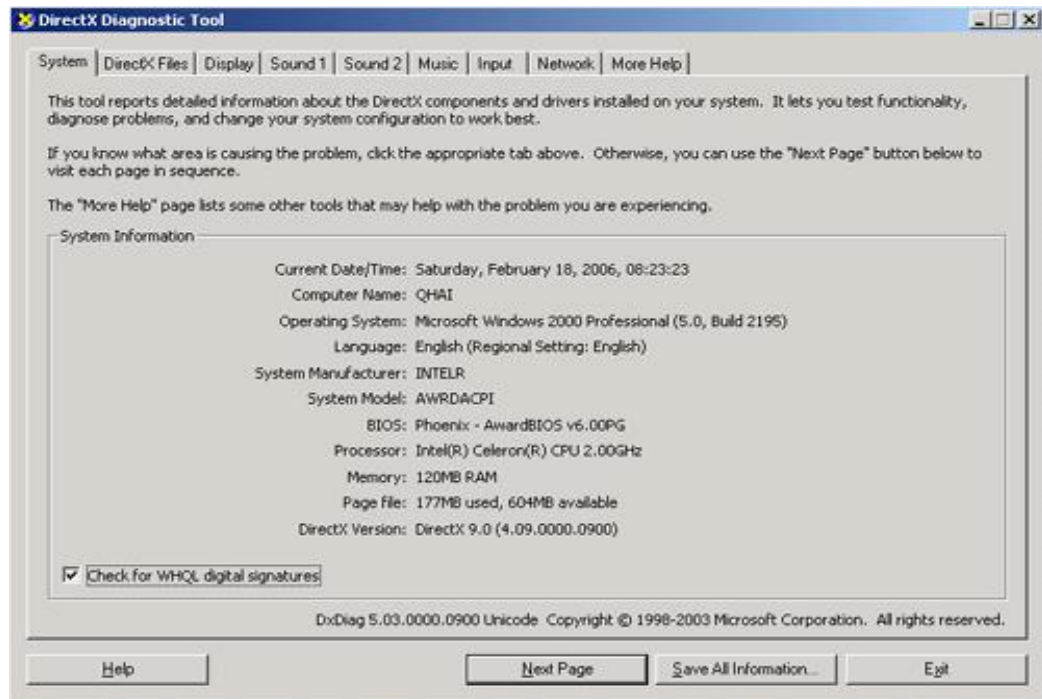 DirectX Diagnostic Tool
System DirectX Files Display Sound 1 Sound 2 Music Input Network More Help
This tool reports detailed information about the DirectX components and drivers installed on your system. It lets you test functionality,
diagnose problems, and change your system configuration to work best.
If you know what area is causing the problem, click the appropriate tab above. Otherwise, you can use the "Next Page" button below to
visit each page in sequence.
The "More Help" page lists some other tools that may help with the problem you are experiencing.
System Information
Current Date/Time: Saturday, February 18, 2006, 08:23:23
Computer Name: QHAI
Operating System: Microsoft Windows 2000 Professional (5.0, Build 2195)
Language: English (Regional Setting: English)
System Manufacturer: INTELR
System Model: AWRDACPI
BIOS: Phoenix - AwardBIOS v6.00PG
Processor: Intel(R) Celeron(R) CPU 2.00GHz
Memory: 120MB RAM
Page file: 177MB used, 604MB available
DirectX Version: DirectX 9.0 (4.09.0000.0900)
Check for WHQL digital signatures
DxDiag 5.03.0000.0900 Unicode Copyright © 1998-2003 Microsoft Corporation. All rights reserved.
Help Next Page Save All Information... Exit